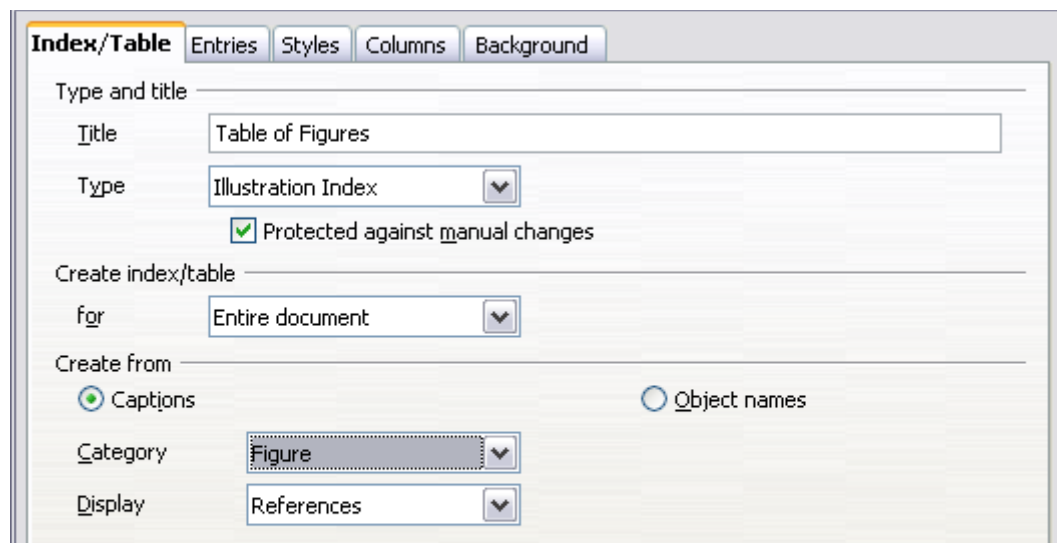 Index/Table Entries Styles Columns Background
Type and title
Title Table of Figures
Type Illustration Index
Protected against manual changes
Create index/table
for Entire document
Create from
Captions Object names
Category Figure
Display References